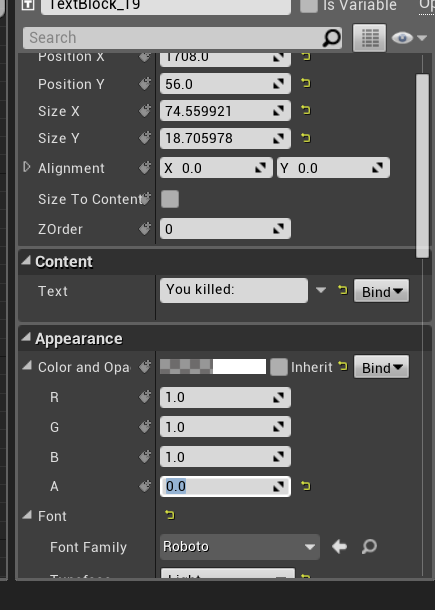 TextBlock_19
Is Variable
Op
Search
Position X 1708.0
Position Y 56.0
Size X 74.559921
Size Y 18.705978
Alignment X 0.0 Y 0.0
Size To Content
ZOrder 0
Content
Text You killed: Bind
Appearance
Color and Opa Inherit Bind
R 1.0
G 1.0
B 1.0
A 0.0
Font
Font Family Roboto
Typeface Light